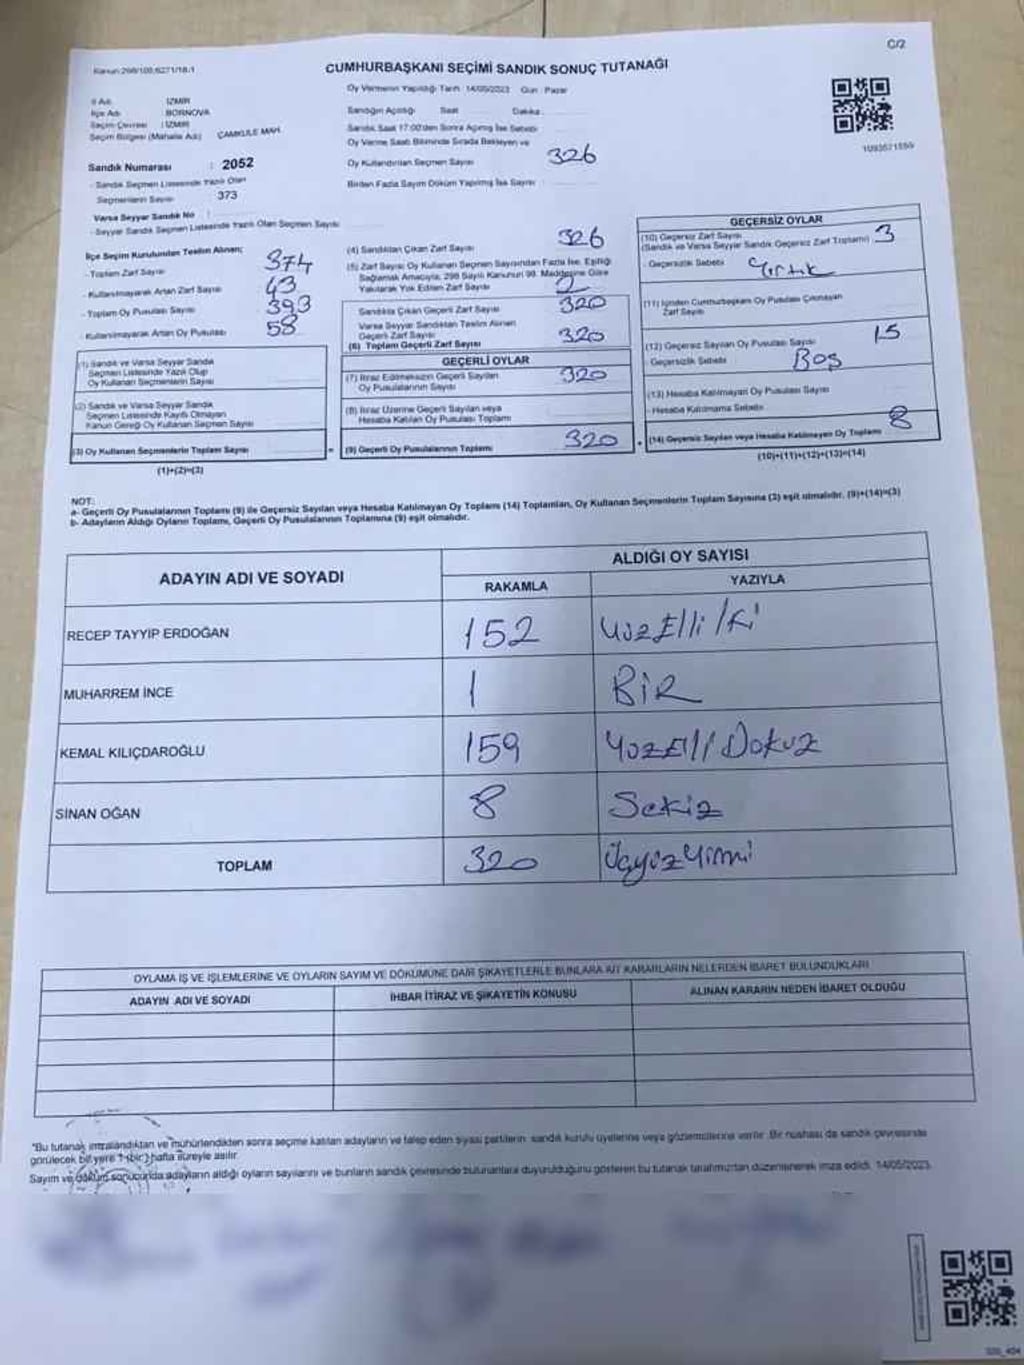 C/2
Kanun:298/105;6271/18-1
CUMHURBAŞKANI SEÇİMİ SANDIK SONUÇ TUTANAĞI
Oy Vermenin Yapıldığı Tarih 14/05/2023 Gün : Pazar
İl Adı : İZMİR
İlçe Adı : BORNOVA
Seçim Çevresi : İZMİR
Seçim Bölgesi (Mahalle Adı) ÇAMKULE MAH.
Sandık Numarası : 2052
- Sandık Seçmen Listesinde Yazılı Olan
Seçmenlerin Sayısı 373
Varsa Seyyar Sandık No :
- Seyyar Sandık Seçmen Listesinde Yazılı Olan Seçmen Sayısı
Sandığın Açıldığı Saat Dakika
Sandık Saat 17.00'den Sonra Açılmış İse Sebebi
Oy Verme Saati Bitiminde Sırada Bekleyen ve
Oy Kullandırılan Seçmen Sayısı 326
Birden Fazla Sayım Döküm Yapılmış İse Sayısı
İlçe Seçim Kurulundan Teslim Alınan;
- Toplam Zarf Sayısı 374
- Kullanılmayarak Artan Zarf Sayısı 43
- Toplam Oy Pusulası Sayısı 393
- Kullanılmayarak Artan Oy Pusulası 58
(1) Sandık ve Varsa Seyyar Sandık
Seçmen Listesinde Yazılı Olup
Oy Kullanan Seçmenlerin Sayısı
(2) Sandık ve Varsa Seyyar Sandık
Seçmen Listesinde Kayıtlı Olmayan
Kanun Gereği Oy Kullanan Seçmen Sayısı
(3) Oy Kullanan Seçmenlerin Toplam Sayısı
(1)+(2)=(3)
(4) Sandıktan Çıkan Zarf Sayısı 326
(5) Zarf Sayısı Oy Kullanan Seçmen Sayısından Fazla İse, Eşitliği
Sağlamak Amacıyla, 298 Sayılı Kanunun 98. Maddesine Göre
Yakılarak Yok Edilen Zarf Sayısı 2
Sandıkta Çıkan Geçerli Zarf Sayısı 320
Varsa Seyyar Sandıktan Teslim Alınan
Geçerli Zarf Sayısı
(6) Toplam Geçerli Zarf Sayısı 320
GEÇERLİ OYLAR
(7) İtiraz Edilmeksizin Geçerli Sayılan
Oy Pusulalarının Sayısı 320
(8) İtiraz Üzerine Geçerli Sayılan veya
Hesaba Katılan Oy Pusulası Toplamı
(9) Geçerli Oy Pusulalarının Toplamı 320
GEÇERSİZ OYLAR
(10) Geçersiz Zarf Sayısı
(Sandık ve Varsa Seyyar Sandık Geçersiz Zarf Toplamı) 3
- Geçersizlik Sebebi Yırtık
(11) İçinden Cumhurbaşkanı Oy Pusulası Çıkmayan
Zarf Sayısı
(12) Geçersiz Sayılan Oy Pusulası Sayısı 15
- Geçersizlik Sebebi Boş
(13) Hesaba Katılmayan Oy Pusulası Sayısı
- Hesaba Katılmama Sebebi
(14) Geçersiz Sayılan veya Hesaba Katılmayan Oy Toplamı 8
(10)+(11)+(12)+(13)=(14)
NOT:
a- Geçerli Oy Pusulalarının Toplamı (9) ile Geçersiz Sayılan veya Hesaba Katılmayan Oy Toplamı (14) Toplamları, Oy Kullanan Seçmenlerin Toplam Sayısına (3) eşit olmalıdır. (9)+(14)=(3)
b- Adayların Aldığı Oyların Toplamı, Geçerli Oy Pusulalarının Toplamına (9) eşit olmalıdır.
ADAYIN ADI VE SOYADI
ALDIĞI OY SAYISI
RAKAMLA YAZIYLA
RECEP TAYYİP ERDOĞAN 152 YüzElli İki
MUHARREM İNCE 1 BİR
KEMAL KILIÇDAROĞLU 159 YüzElli Dokuz
SİNAN OĞAN 8 Sekiz
TOPLAM 320 ÜçyüzYirmi
OYLAMA İŞ VE İŞLEMLERİNE VE OYLARIN SAYIM VE DÖKÜMÜNE DAİR ŞİKAYETLERLE BUNLARA AİT KARARLARIN NELERDEN İBARET BULUNDUKLARI
ADAYIN ADI VE SOYADI İHBAR İTİRAZ VE ŞİKAYETİN KONUSU ALINAN KARARIN NEDEN İBARET OLDUĞU
"Bu tutanak imzalandıktan ve mühürlendikten sonra seçime katılan adayların ve talep eden siyasi partilerin sandık kurulu üyelerine veya gözlemcilerine verilir. Bir nüshası da sandık çevresinde
görülecek bir yere 1 (bir) hafta süreyle asılır.
Sayım ve döküm sonucunda adayların aldığı oyların sayılarını ve bunların sandık çevresinde bulunanlara duyurulduğunu gösteren bu tutanak tarafımızdan düzenlenerek imza edildi. 14/05/2023